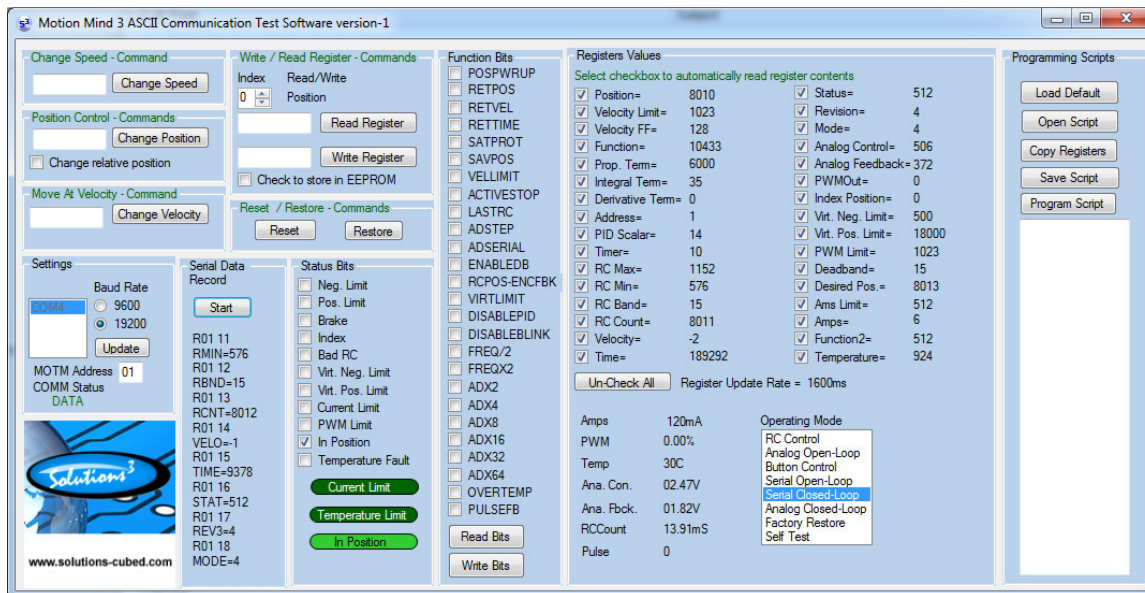 Motion Mind 3 ASCII Communication Test Software version-1
Change Speed - Command
Change Speed
Position Control - Commands
Change Position
Change relative position
Move At Velocity - Command
Change Velocity
Write / Read Register - Commands
Index Read/Write
0 Position
Read Register
Write Register
Check to store in EEPROM
Reset / Restore - Commands
Reset Restore
Settings
Baud Rate
COM4
9600
19200
Update
MOTM Address 01
COMM Status
DATA
Solutions3
www.solutions-cubed.com
Serial Data
Record
Start
R01 11
RMIN=576
R01 12
RBND=15
R01 13
RCNT=8012
R01 14
VELO=-1
R01 15
TIME=9378
R01 16
STAT=512
R01 17
REV3=4
R01 18
MODE=4
Status Bits
Neg. Limit
Pos. Limit
Brake
Index
Bad RC
Virt. Neg. Limit
Virt. Pos. Limit
Current Limit
PWM Limit
In Position
Temperature Fault
Current Limit
Temperature Limit
In Position
Function Bits
POSPWRUP
RETPOS
RETVEL
RETTIME
SATPROT
SAVPOS
VELLIMIT
ACTIVESTOP
LASTRC
ADSTEP
ADSERIAL
ENABLEDB
RCPOS-ENCFBK
VIRTLIMIT
DISABLEPID
DISABLEBLINK
FREQ/2
FREQX2
ADX2
ADX4
ADX8
ADX16
ADX32
ADX64
OVERTEMP
PULSEFB
Read Bits
Write Bits
Registers Values
Select checkbox to automatically read register contents
Position= 8010
Velocity Limit= 1023
Velocity FF= 128
Function= 10433
Prop. Term= 6000
Integral Term= 35
Derivative Term= 0
Address= 1
PID Scalar= 14
Timer= 10
RC Max= 1152
RC Min= 576
RC Band= 15
RC Count= 8011
Velocity= -2
Time= 189292
Status= 512
Revision= 4
Mode= 4
Analog Control= 506
Analog Feedback= 372
PWMOut= 0
Index Position= 0
Virt. Neg. Limit= 500
Virt. Pos. Limit= 18000
PWM Limit= 1023
Deadband= 15
Desired Pos.= 8013
Ams Limit= 512
Amps= 6
Function2= 512
Temperature= 924
Un-Check All Register Update Rate = 1600ms
Amps 120mA
PWM 0.00%
Temp 30C
Ana. Con. 02.47V
Ana. Fbck. 01.82V
RCCount 13.91mS
Pulse 0
Operating Mode
RC Control
Analog Open-Loop
Button Control
Serial Open-Loop
Serial Closed-Loop
Analog Closed-Loop
Factory Restore
Self Test
Programming Scripts
Load Default
Open Script
Copy Registers
Save Script
Program Script